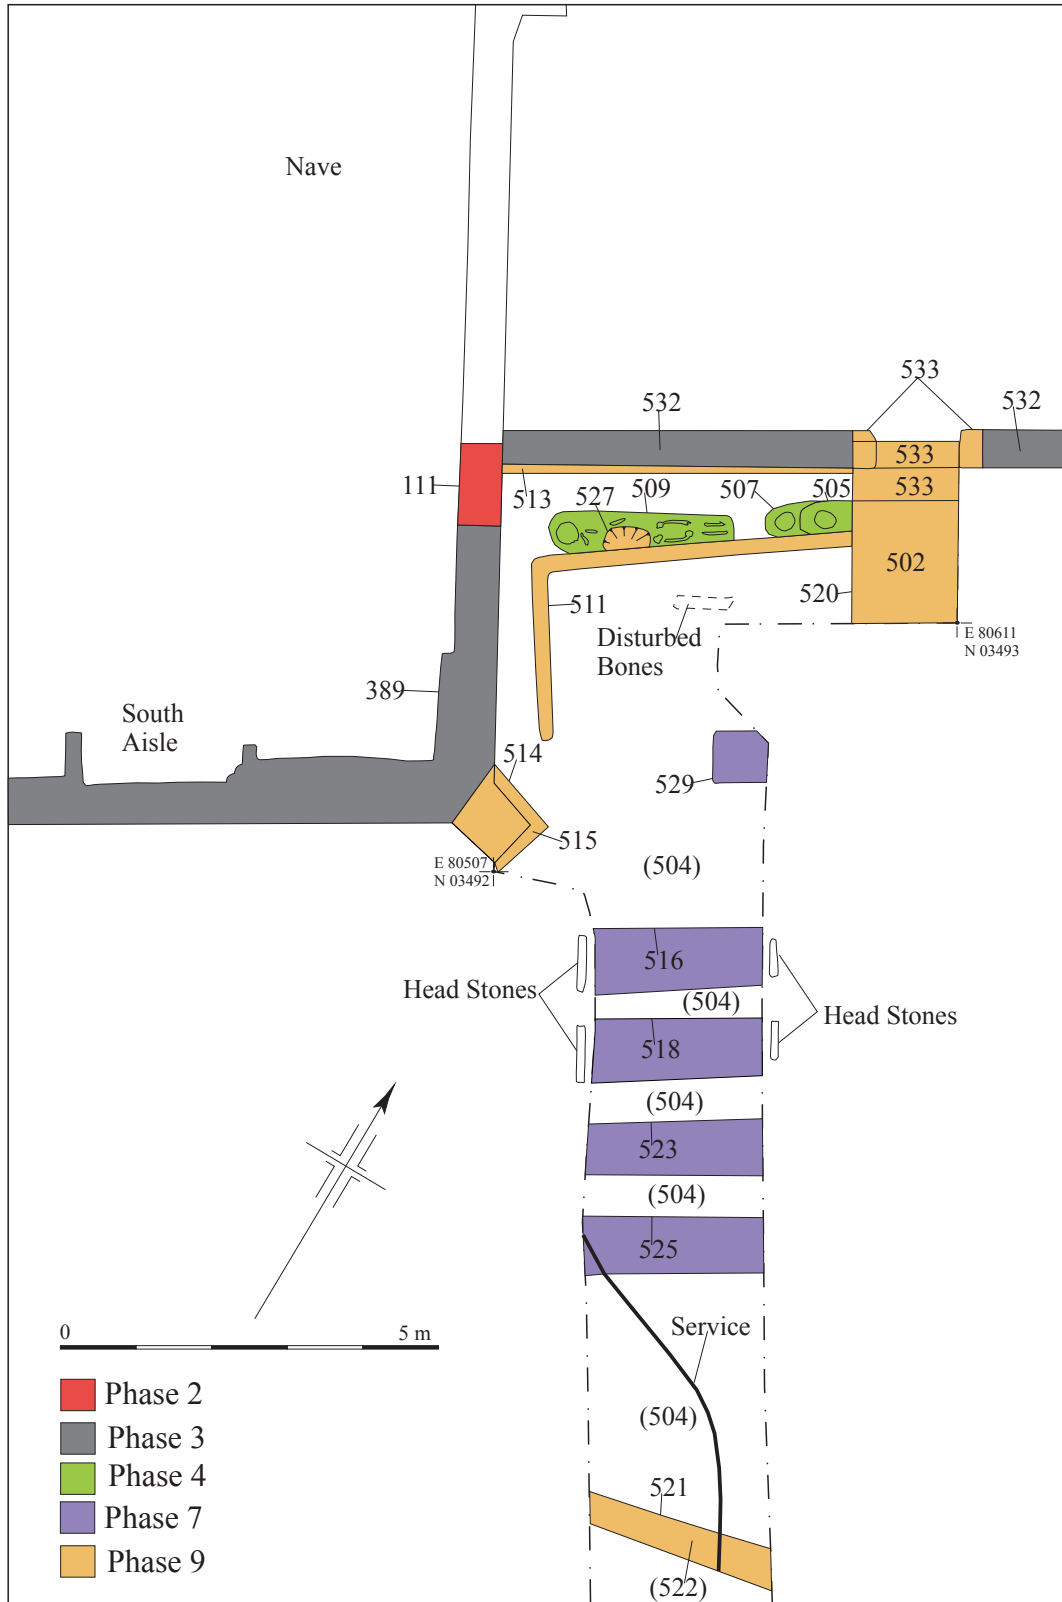 Nave
533
532
532
533
111
513
527
509
507
505
533
502
511
520
Disturbed
Bones
E 80611
N 03493
389
South
Aisle
514
529
515
E 80507
N 03492
(504)
516
Head Stones
(504)
Head Stones
518
(504)
523
(504)
525
Service
0
5 m
Phase 2
(504)
Phase 3
Phase 4
521
Phase 7
Phase 9
(522)